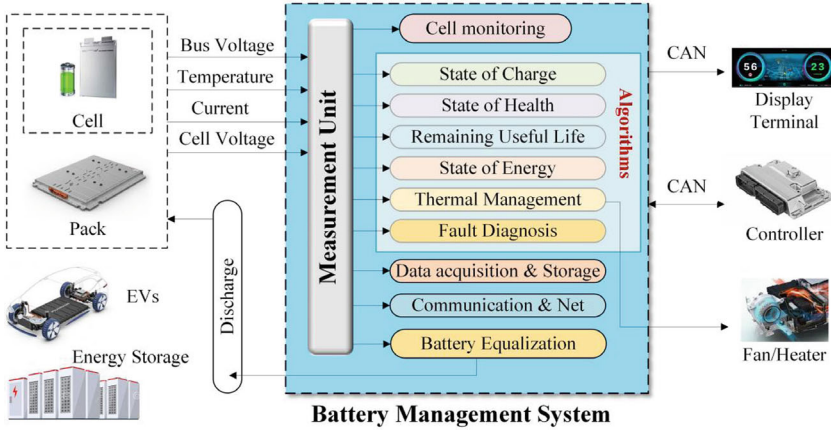 Cell
Pack
EVs
Energy Storage
Bus Voltage
Temperature
Current
Cell Voltage
Discharge
Measurement Unit
Cell monitoring
State of Charge
State of Health
Remaining Useful Life
State of Energy
Thermal Management
Fault Diagnosis
Algorithms
Data acquisition & Storage
Communication & Net
Battery Equalization
Battery Management System
CAN
56
23
Display
Terminal
CAN
Controller
Fan/Heater